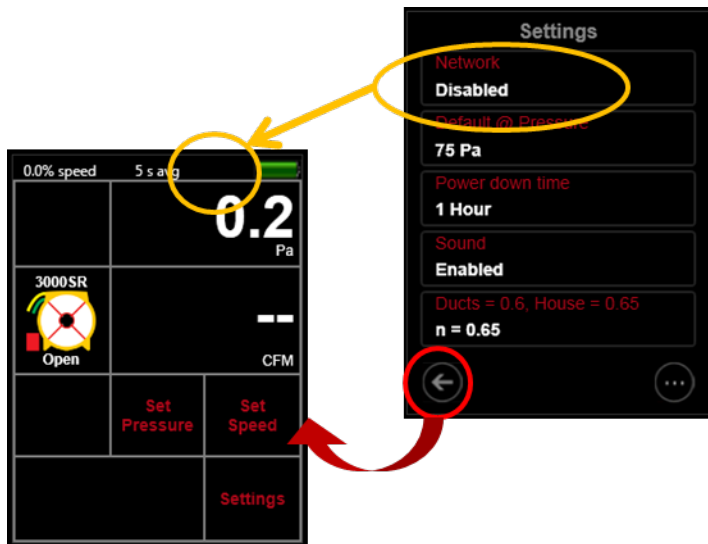 Settings
Network
Disabled
Default @ Pressure
75 Pa
Power down time
1 Hour
Sound
Enabled
Ducts = 0.6, House = 0.65
n = 0.65
0.0% speed 5 s avg
0.2
Pa
3000SR
Open
--
CFM
Set Pressure
Set Speed
Settings